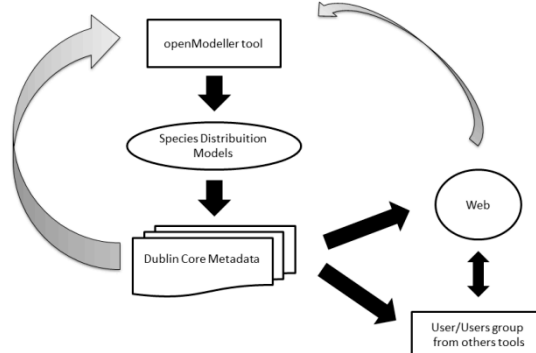 openModeller tool
Species Distribuition
Models
Dublin Core Metadata
Web
User/Users group
from others tools